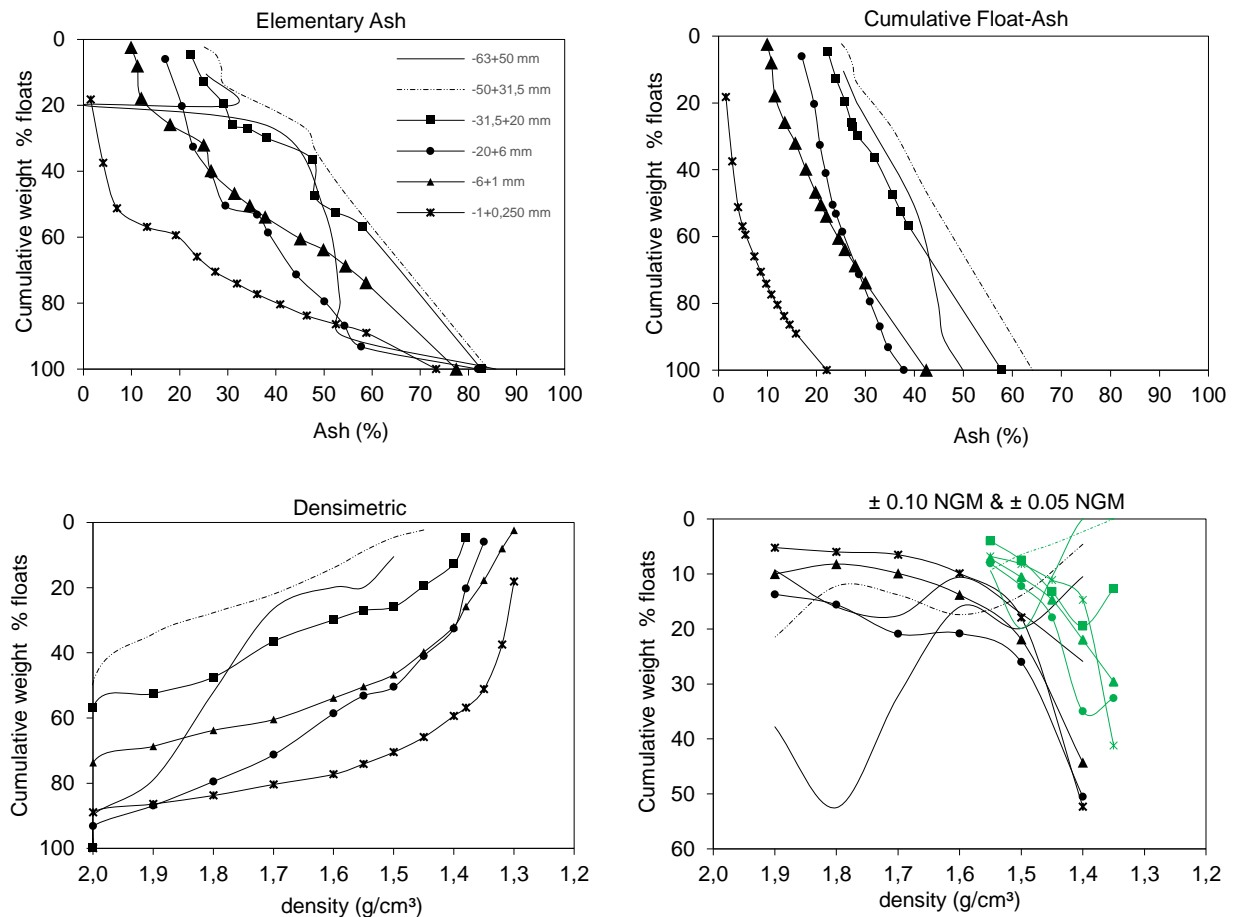 Elementary Ash
0
20
40
60
80
100
0 10 20 30 40 50 60 70 80 90 100
Cumulative weight % floats
Ash (%)
-63+50 mm
-50+31,5 mm
-31,5+20 mm
-20+6 mm
-6+1 mm
-1+0,250 mm
Cumulative Float-Ash
0
20
40
60
80
100
0 10 20 30 40 50 60 70 80 90 100
Cumulative weight % floats
Ash (%)
Densimetric
0
20
40
60
80
100
2,0 1,9 1,8 1,7 1,6 1,5 1,4 1,3 1,2
Cumulative weight % floats
density (g/cm³)
± 0.10 NGM & ± 0.05 NGM
0
10
20
30
40
50
60
2,0 1,9 1,8 1,7 1,6 1,5 1,4 1,3 1,2
Cumulative weight % floats
density (g/cm³)